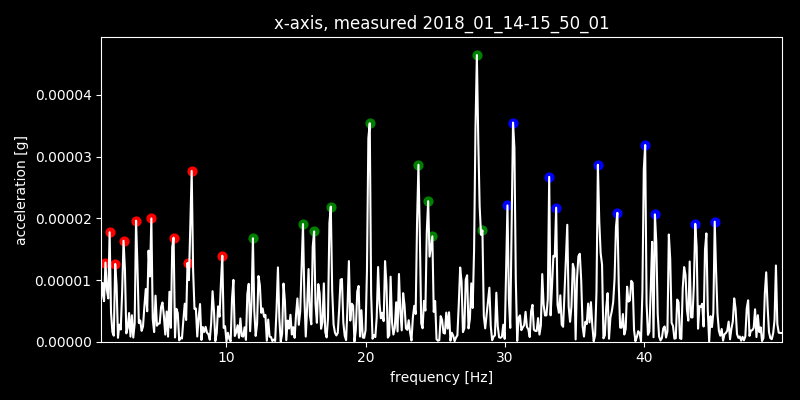 x-axis, measured 2018_01_14-15_50_01
acceleration [g]
0.00004
0.00003
0.00002
0.00001
0.00000
10 20 30 40
frequency [Hz]